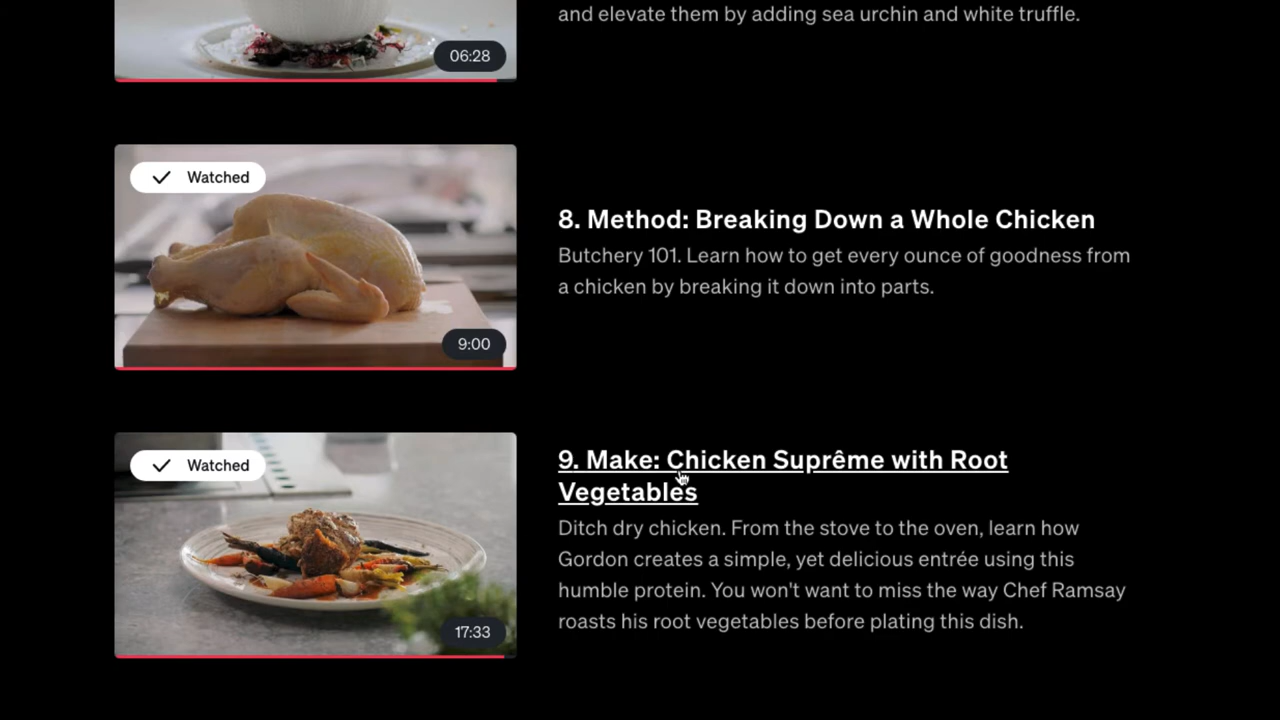 and elevate them by adding sea urchin and white truffle.
06:28
Watched
8. Method: Breaking Down a Whole Chicken
Butchery 101. Learn how to get every ounce of goodness from
a chicken by breaking it down into parts.
9:00
Watched
9. Make: Chicken Suprême with Root
Vegetables
Ditch dry chicken. From the stove to the oven, learn how
Gordon creates a simple, yet delicious entrée using this
humble protein. You won't want to miss the way Chef Ramsay
roasts his root vegetables before plating this dish.
17:33